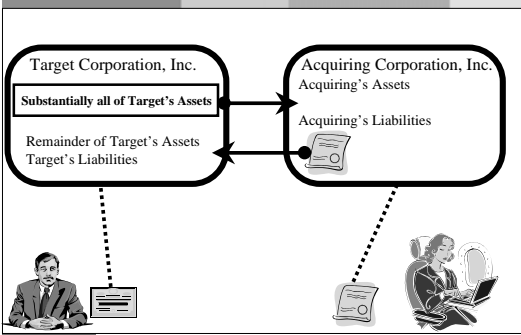 Target Corporation, Inc.
Substantially all of Target's Assets
Remainder of Target's Assets
Target's Liabilities
Acquiring Corporation, Inc.
Acquiring's Assets
Acquiring's Liabilities